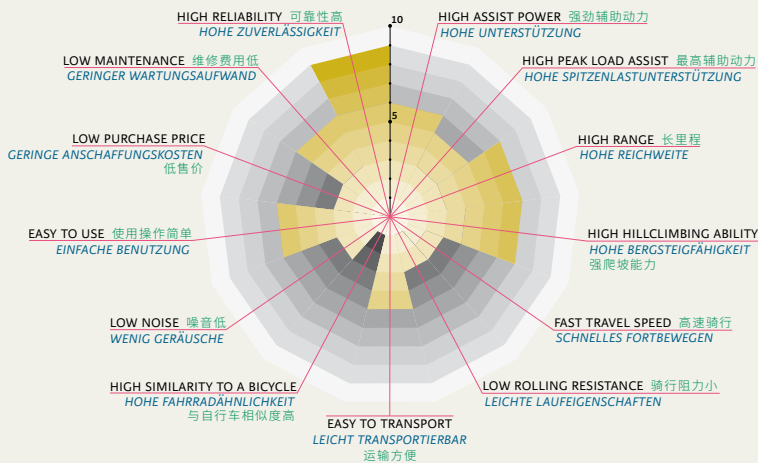 10
HIGH RELIABILITY 可靠性高
HOHE ZUVERLÄSSIGKEIT
HIGH ASSIST POWER 强劲辅助动力
HOHE UNTERSTÜTZUNG
LOW MAINTENANCE 维修费用低
GERINGER WARTUNGSAUFWAND
HIGH PEAK LOAD ASSIST 最高辅助动力
HOHE SPITZENLASTUNTERSTÜTZUNG
5
LOW PURCHASE PRICE
GERINGE ANSCHAFFUNGSKOSTEN
低售价
HIGH RANGE 长里程
HOHE REICHWEITE
EASY TO USE 使用操作简单
EINFACHE BENUTZUNG
HIGH HILLCLIMBING ABILITY
HOHE BERGSTEIGFÄHIGKEIT
强爬坡能力
LOW NOISE 噪音低
WENIG GERÄUSCHE
FAST TRAVEL SPEED 高速骑行
SCHNELLES FORTBEWEGEN
HIGH SIMILARITY TO A BICYCLE
HOHE FAHRRADÄHNLICHKEIT
与自行车相似度高
LOW ROLLING RESISTANCE 骑行阻力小
LEICHTE LAUFEIGENSCHAFTEN
EASY TO TRANSPORT
LEICHT TRANSPORTIERBAR
运输方便